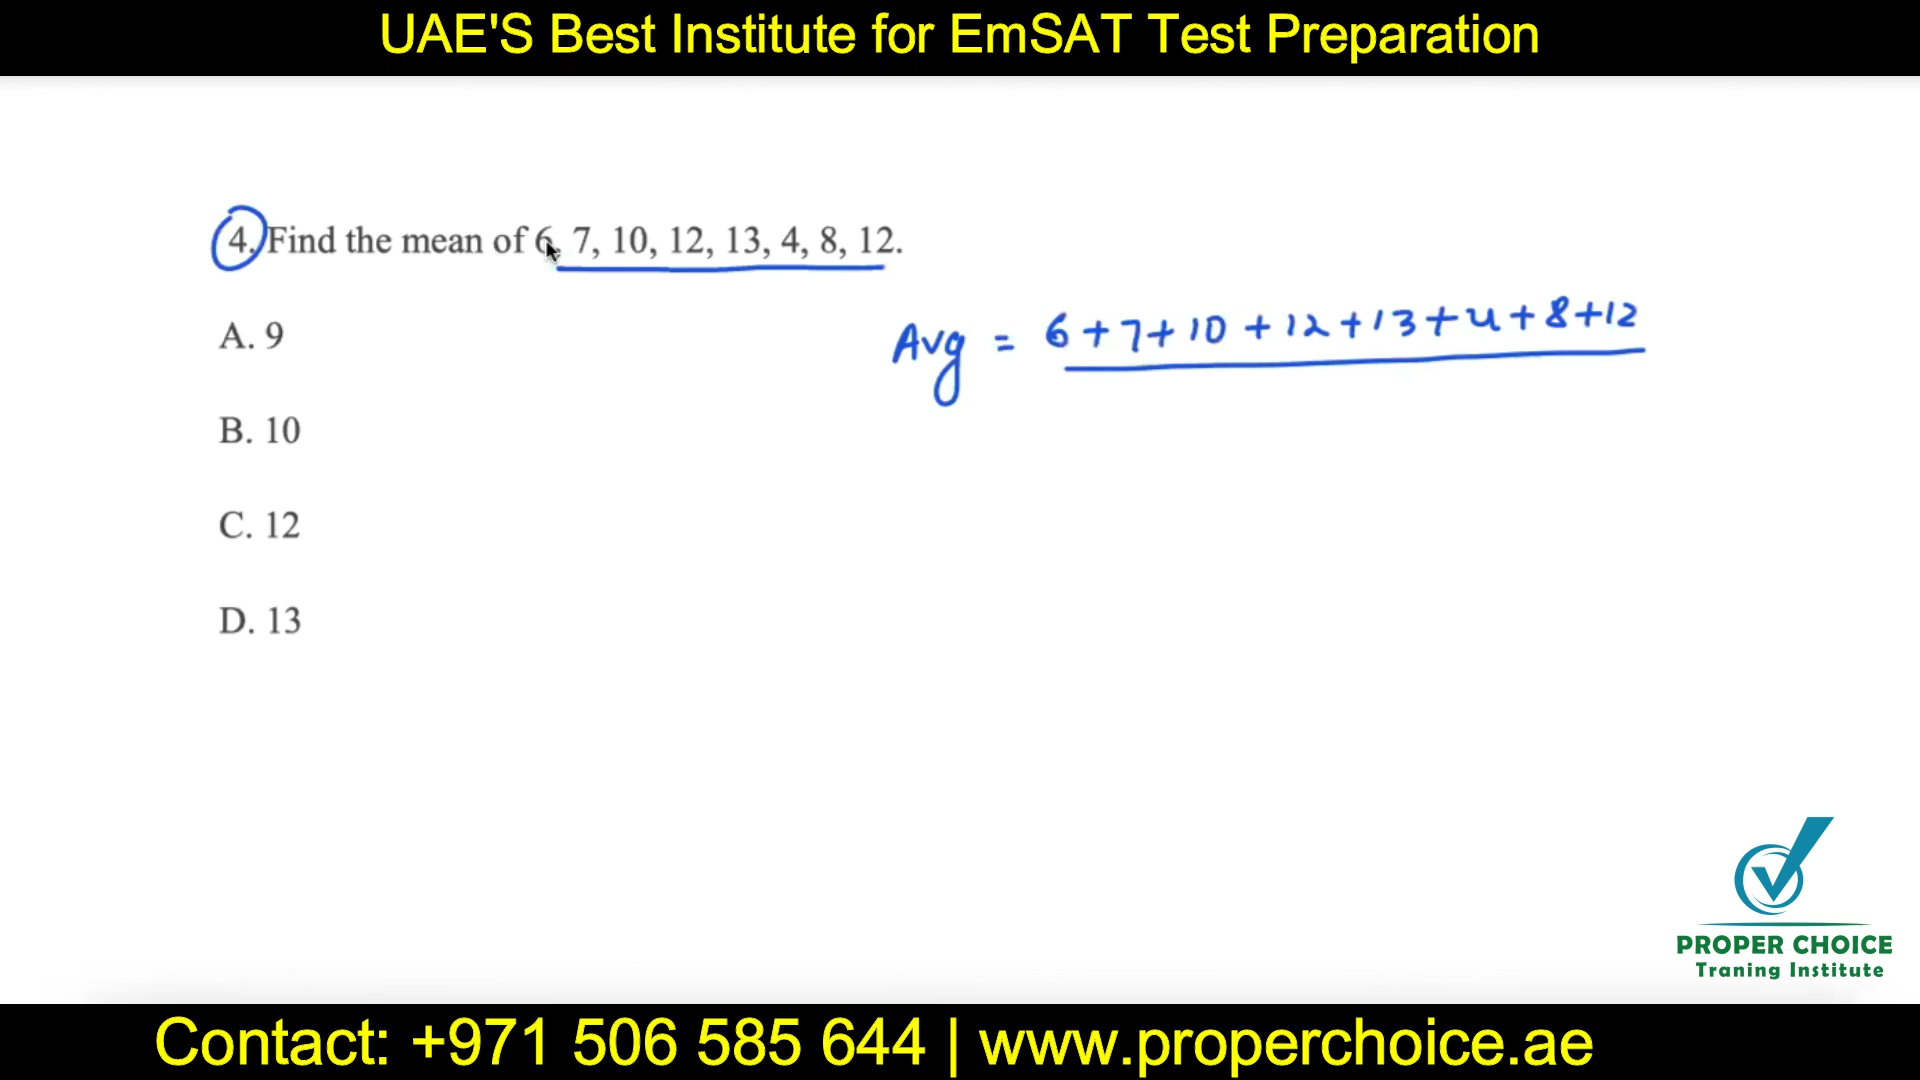 UAE'S Best Institute for EmSAT Test Preparation
4. Find the mean of 6, 7, 10, 12, 13, 4, 8, 12.
Avg = 6+7+10+12+13+4+8+12
A. 9
B. 10
C. 12
D. 13
PROPER CHOICE
Traning Institute
Contact: +971 506 585 644 | www.properchoice.ae